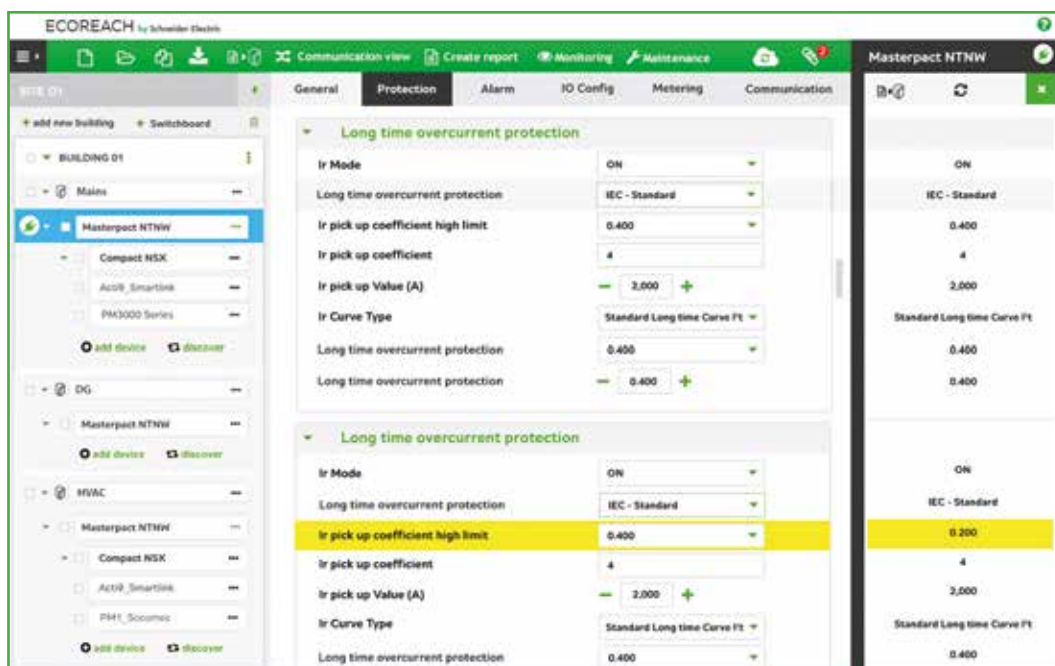 ECOREACH by Schneider Electric
Communication view Create report Monitoring Maintenance 2
SITE 01
+ add new building + Switchboard
BUILDING 01
Mains
Masterpact NTNW
Compact NSX
Acti9_Smartlink
PM3000 Series
add device discover
DG
Masterpact NTNW
add device discover
HVAC
Masterpact NTNW
Compact NSX
Acti9_Smartlink
PM1_Socomec
add device discover
General Protection Alarm IO Config Metering Communication
Long time overcurrent protection
Ir Mode ON
Long time overcurrent protection IEC - Standard
Ir pick up coefficient high limit 0.400
Ir pick up coefficient 4
Ir pick up Value (A) − 2,000 +
Ir Curve Type Standard Long time Curve I²t
Long time overcurrent protection 0.400
Long time overcurrent protection − 0.400 +
Long time overcurrent protection
Ir Mode ON
Long time overcurrent protection IEC - Standard
Ir pick up coefficient high limit 0.400
Ir pick up coefficient 4
Ir pick up Value (A) − 2,000 +
Ir Curve Type Standard Long time Curve I²t
Long time overcurrent protection 0.400
Masterpact NTNW
ON
IEC - Standard
0.400
4
2,000
Standard Long time Curve I²t
0.400
0.400
ON
IEC - Standard
0.200
4
2,000
Standard Long time Curve I²t
0.400